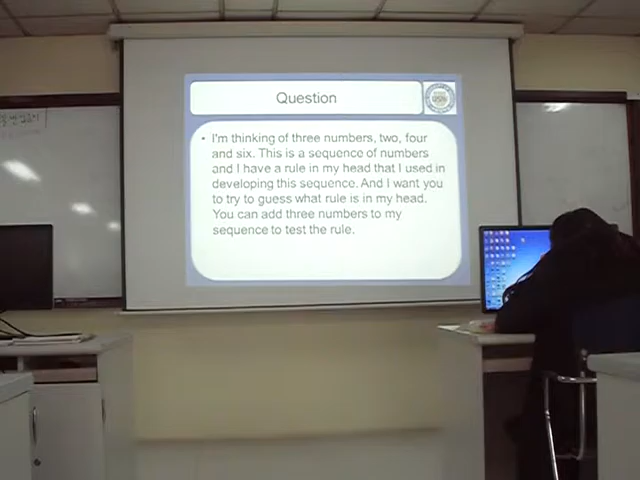 Question
• I'm thinking of three numbers, two, four
and six. This is a sequence of numbers
and I have a rule in my head that I used in
developing this sequence. And I want you
to try to guess what rule is in my head.
You can add three numbers to my
sequence to test the rule.